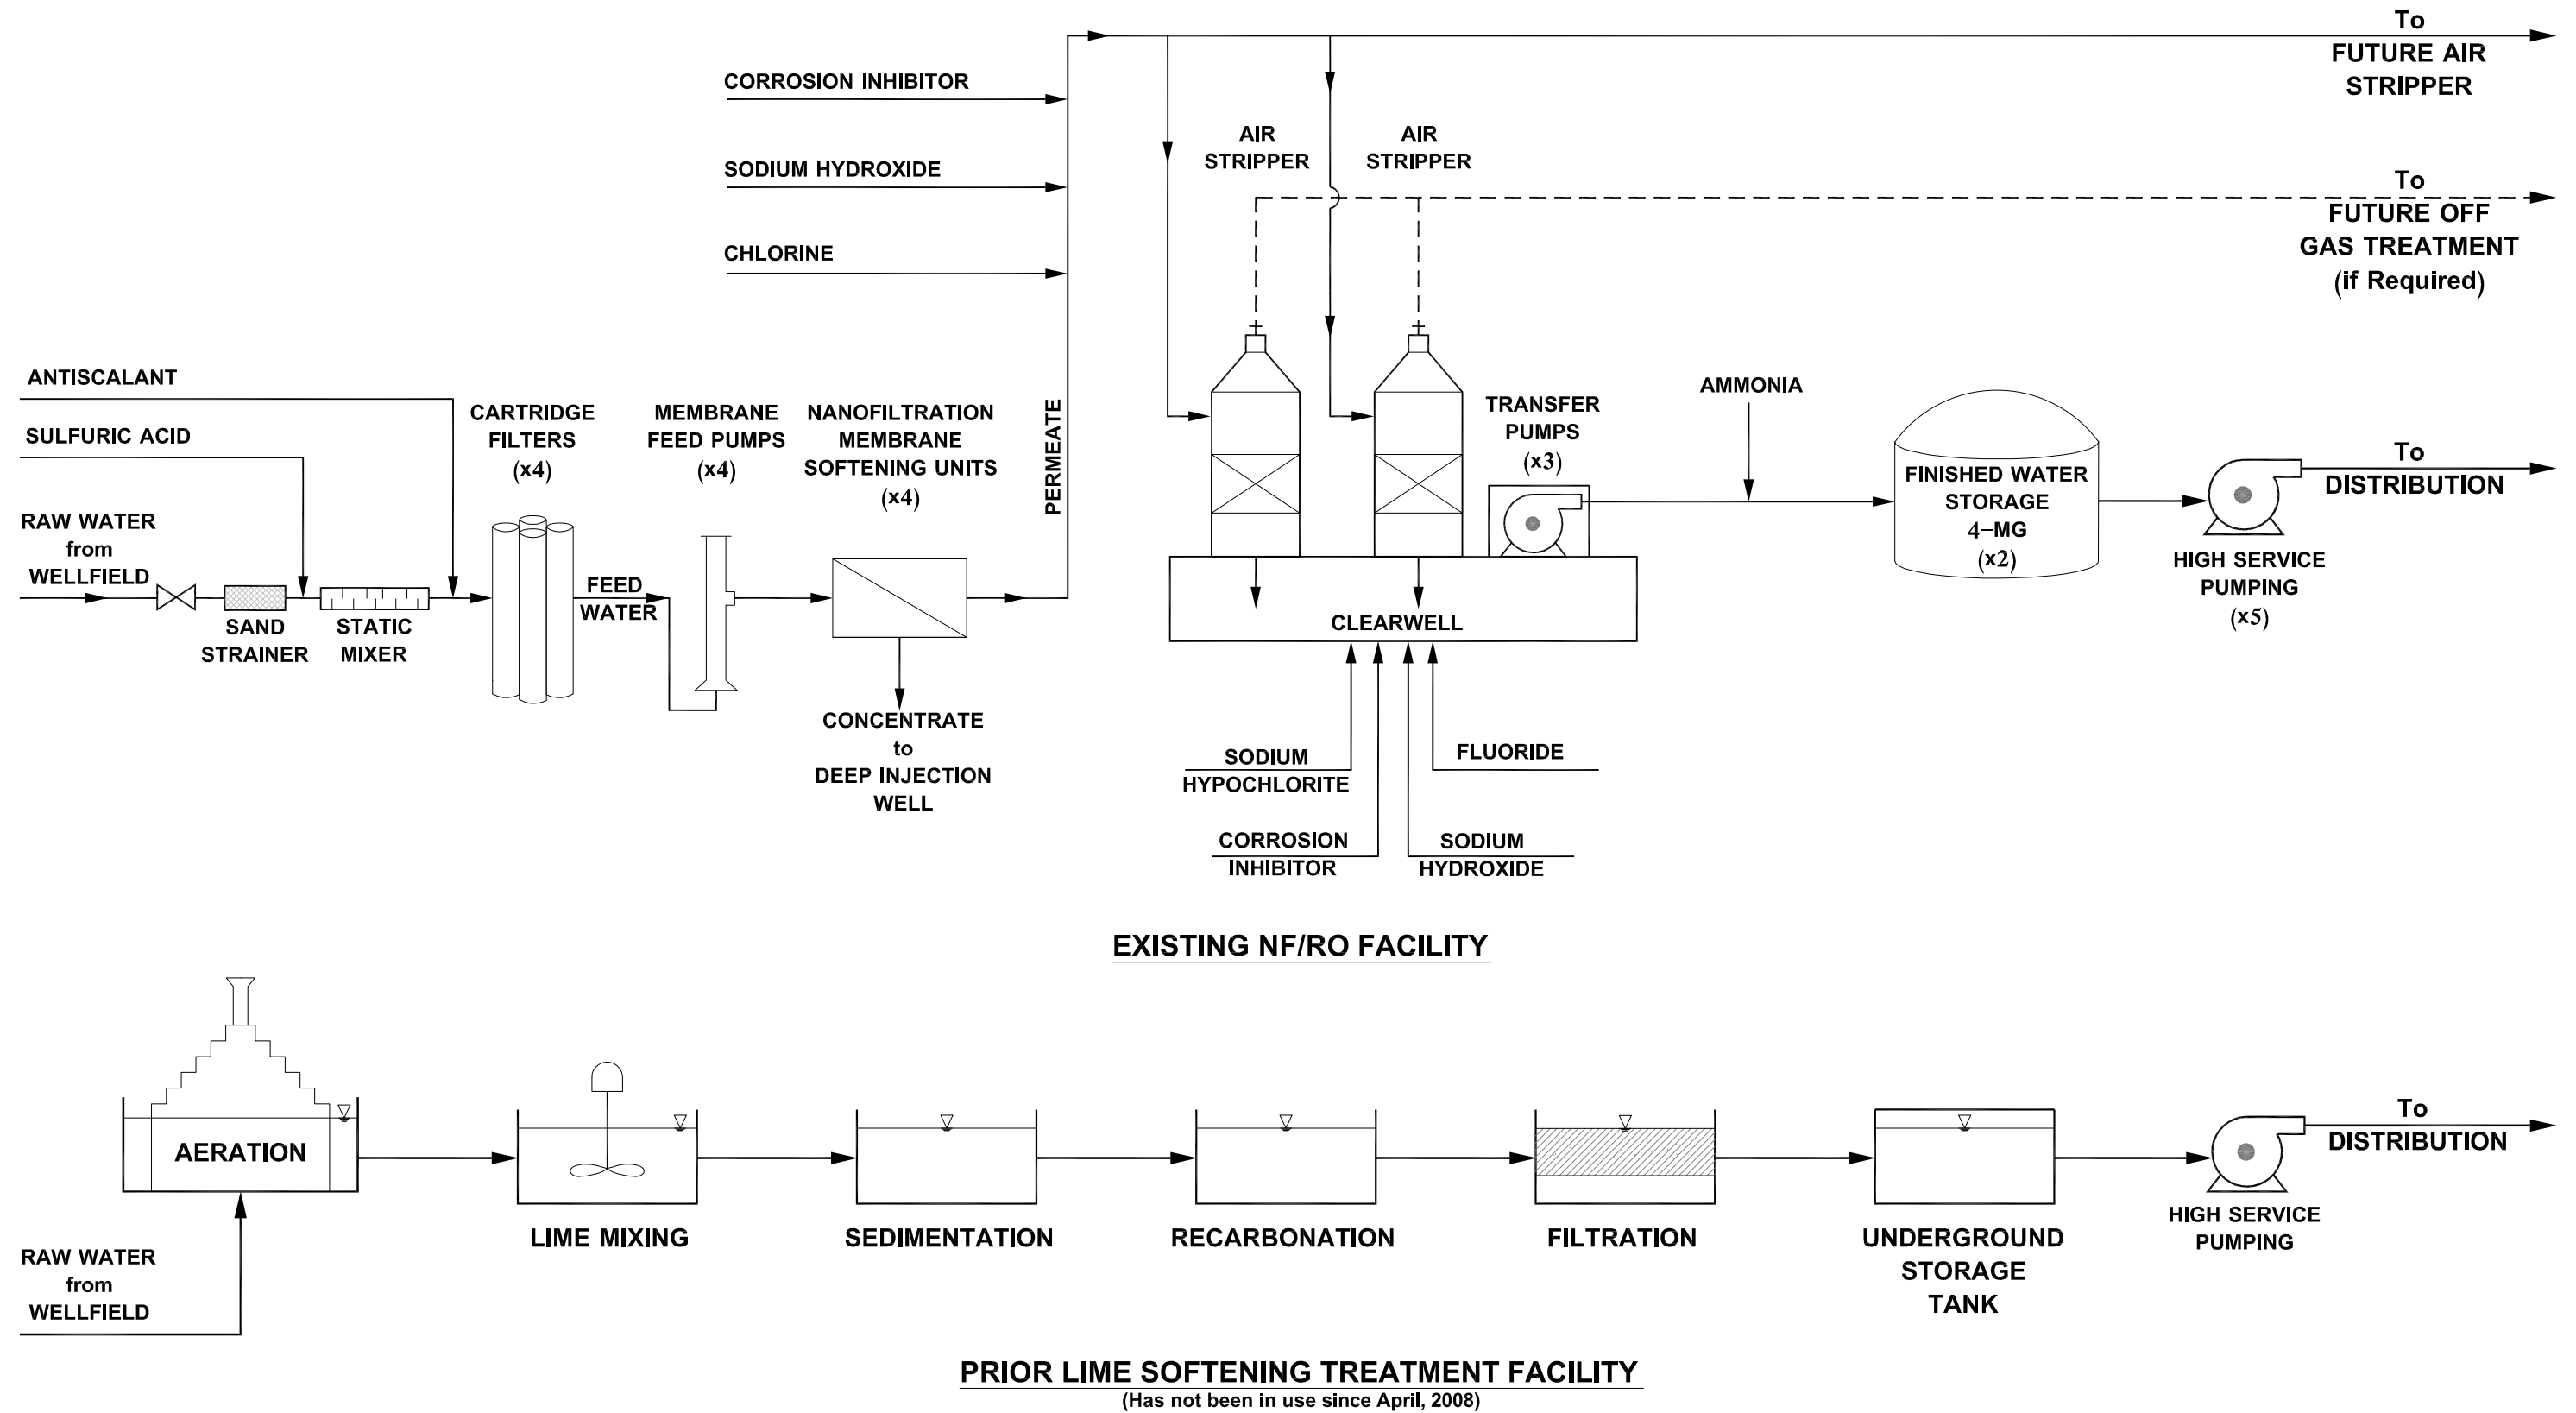 To
FUTURE AIR
STRIPPER
CORROSION INHIBITOR
SODIUM HYDROXIDE
CHLORINE
AIR
STRIPPER
AIR
STRIPPER
To
FUTURE OFF
GAS TREATMENT
(if Required)
ANTISCALANT
SULFURIC ACID
RAW WATER
from
WELLFIELD
SAND
STRAINER
STATIC
MIXER
CARTRIDGE
FILTERS
(x4)
FEED
WATER
MEMBRANE
FEED PUMPS
(x4)
NANOFILTRATION
MEMBRANE
SOFTENING UNITS
(x4)
CONCENTRATE
to
DEEP INJECTION
WELL
PERMEATE
TRANSFER
PUMPS
(x3)
CLEARWELL
SODIUM
HYPOCHLORITE
FLUORIDE
CORROSION
INHIBITOR
SODIUM
HYDROXIDE
AMMONIA
FINISHED WATER
STORAGE
4-MG
(x2)
HIGH SERVICE
PUMPING
(x5)
To
DISTRIBUTION
EXISTING NF/RO FACILITY
RAW WATER
from
WELLFIELD
AERATION
LIME MIXING
SEDIMENTATION
RECARBONATION
FILTRATION
UNDERGROUND
STORAGE
TANK
HIGH SERVICE
PUMPING
To
DISTRIBUTION
PRIOR LIME SOFTENING TREATMENT FACILITY
(Has not been in use since April, 2008)